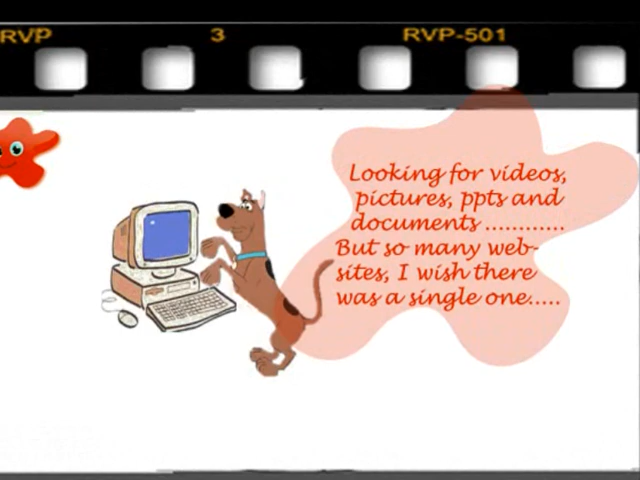 RVP 3 RVP-501
Looking for videos,
pictures, ppts and
documents ............
But so many web-
sites, I wish there
was a single one.....